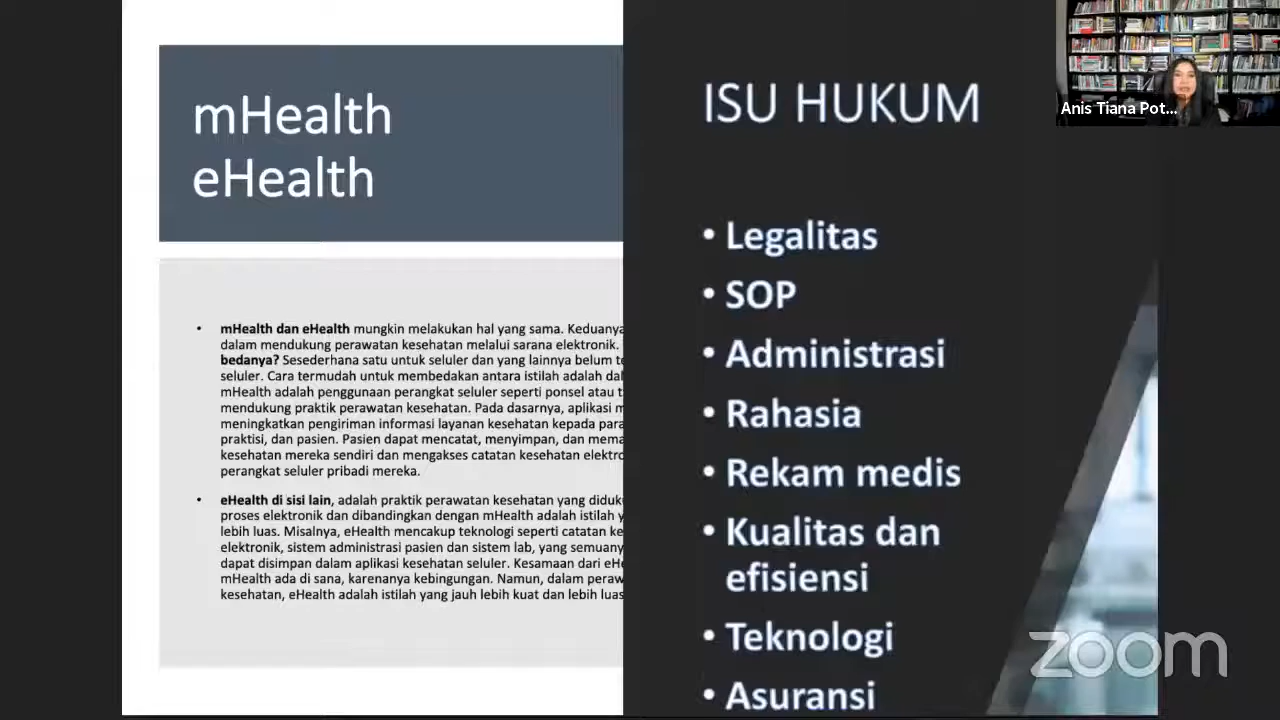 mHealth
eHealth
• mHealth dan eHealth mungkin melakukan hal yang sama. Keduanya
dalam mendukung perawatan kesehatan melalui sarana elektronik.
bedanya? Sesederhana satu untuk seluler dan yang lainnya belum
seluler. Cara termudah untuk membedakan antara istilah adalah
mHealth adalah penggunaan perangkat seluler seperti ponsel atau
mendukung praktik perawatan kesehatan. Pada dasarnya, aplikasi
meningkatkan pengiriman informasi layanan kesehatan kepada
praktisi, dan pasien. Pasien dapat mencatat, menyimpan, dan
kesehatan mereka sendiri dan mengakses catatan kesehatan
perangkat seluler pribadi mereka.
• eHealth di sisi lain, adalah praktik perawatan kesehatan yang
proses elektronik dan dibandingkan dengan mHealth adalah istilah
lebih luas. Misalnya, eHealth mencakup teknologi seperti catatan
elektronik, sistem administrasi pasien dan sistem lab, yang
dapat disimpan dalam aplikasi kesehatan seluler. Kesamaan dari
mHealth ada di sana, karenanya kebingungan. Namun, dalam
kesehatan, eHealth adalah istilah yang jauh lebih kuat dan lebih luas
ISU HUKUM
• Legalitas
• SOP
• Administrasi
• Rahasia
• Rekam medis
• Kualitas dan
efisiensi
• Teknologi
• Asuransi
Anis Tiana Pot...
zoom